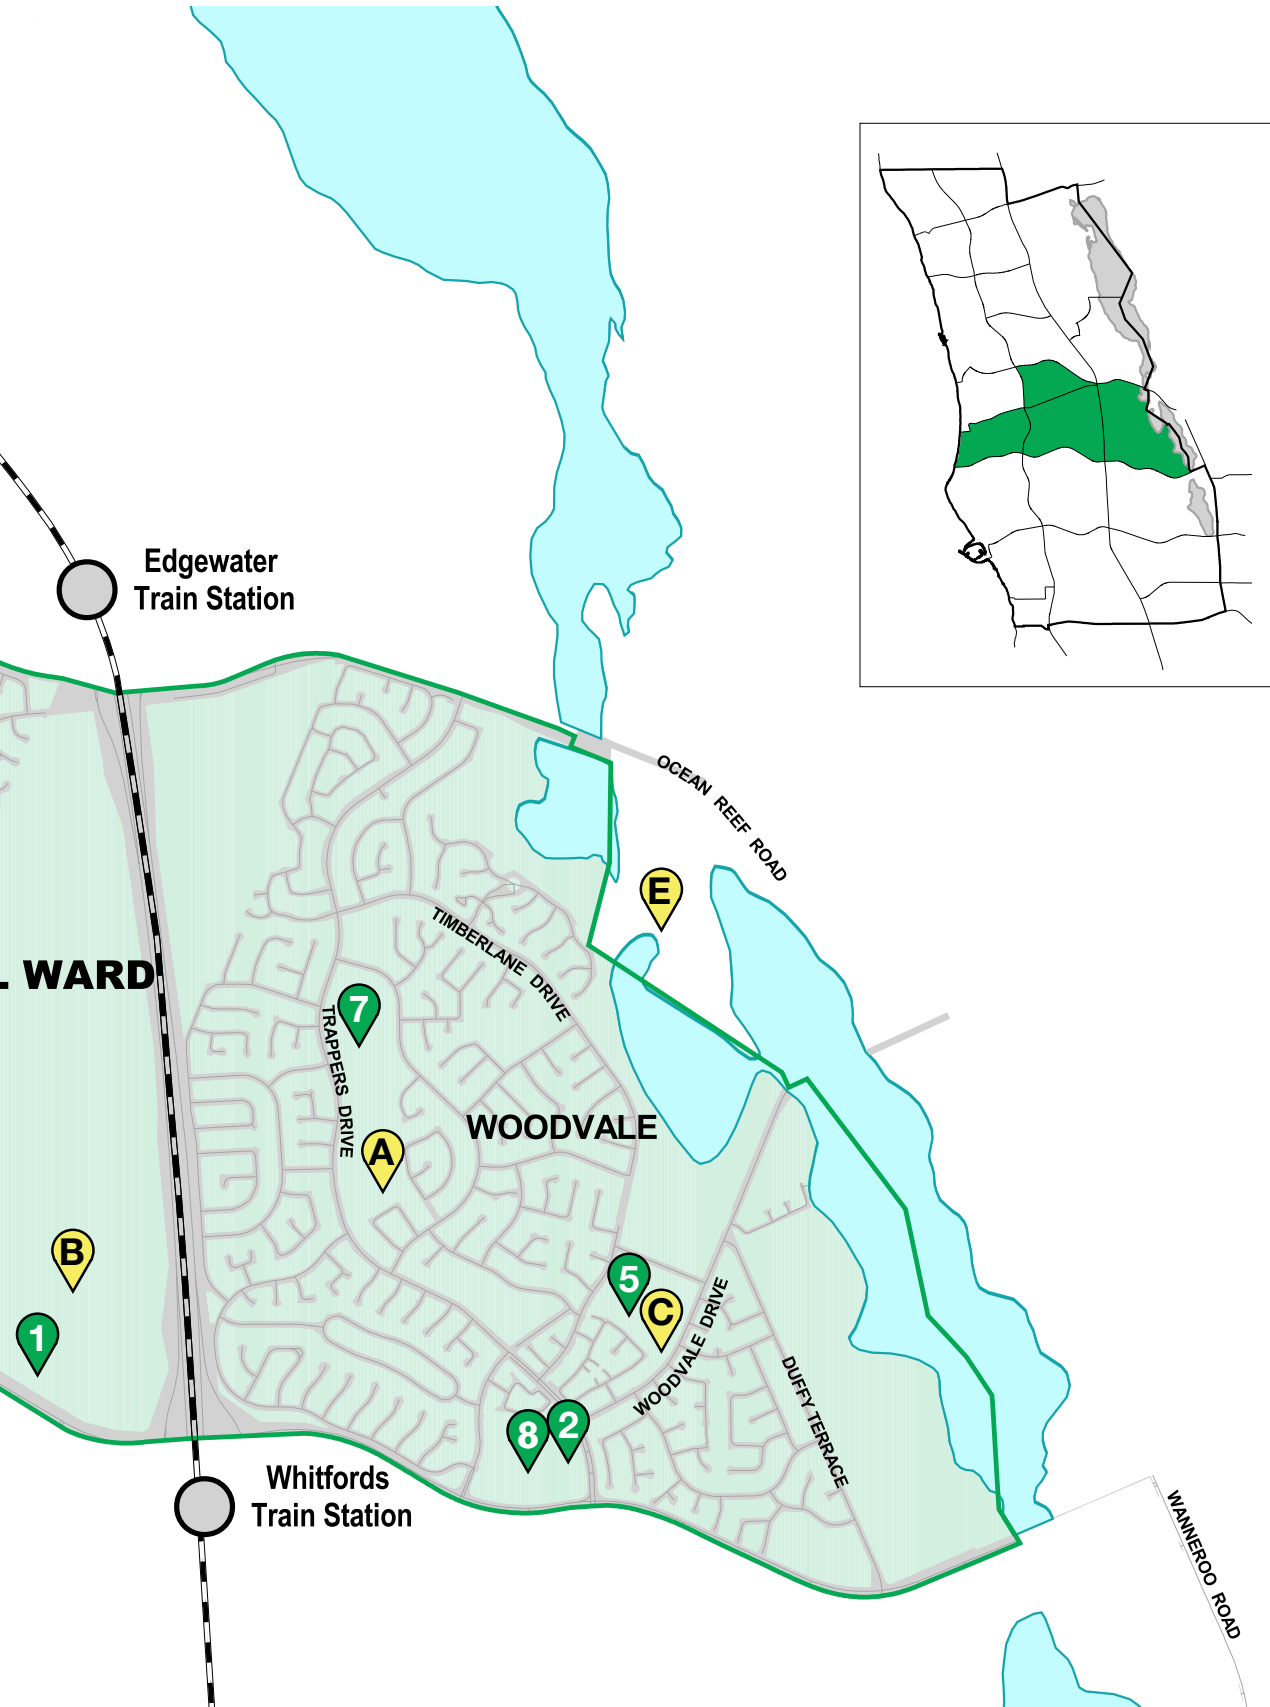 Edgewater
Train Station
OCEAN REEF ROAD
E
TIMBERLANE DRIVE
L WARD
7
TRAPPERS DRIVE
WOODVALE
A
B
5
C
1
WOODVALE DRIVE
DUFFY TERRACE
8
2
Whitfords
Train Station
WANNEROO ROAD